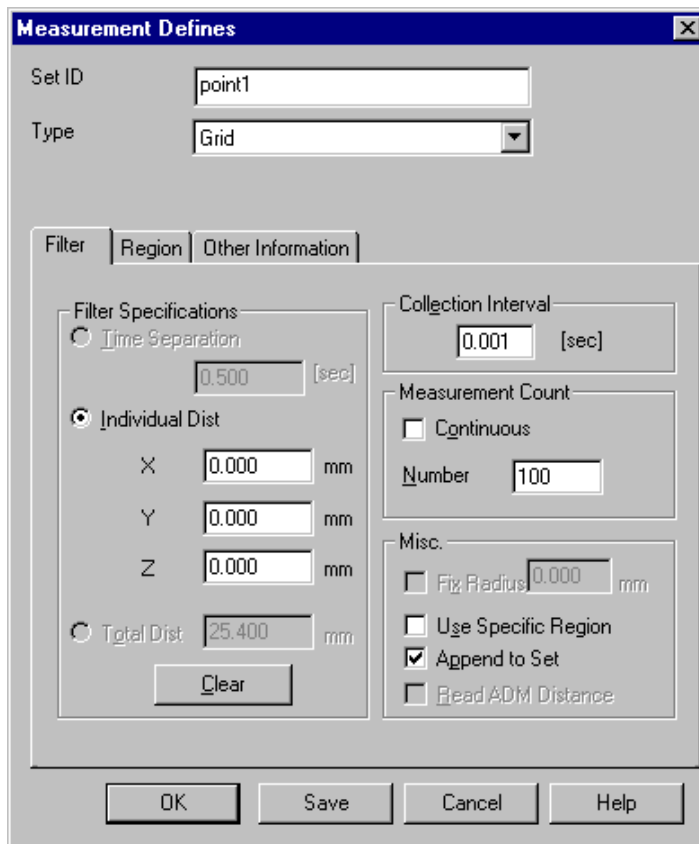 Measurement Defines
Set ID
point1
Type
Grid
Filter
Region
Other Information
Filter Specifications
Time Separation
0.500 [sec]
Individual Dist
X 0.000 mm
Y 0.000 mm
Z 0.000 mm
Total Dist 25.400 mm
Clear
Collection Interval
0.001 [sec]
Measurement Count
Continuous
Number 100
Misc.
Fix Radius 0.000 mm
Use Specific Region
Append to Set
Read ADM Distance
OK
Save
Cancel
Help